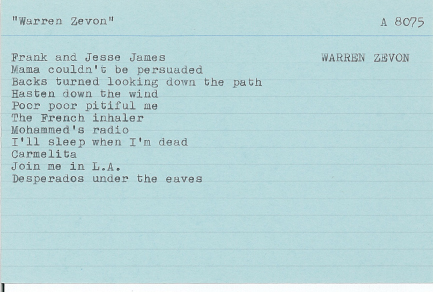 "Warren Zevon" A 8075
Frank and Jesse James WARREN ZEVON
Mama couldn't be persuaded
Backs turned looking down the path
Hasten down the wind
Poor poor pitiful me
The French inhaler
Mohammed's radio
I'll sleep when I'm dead
Carmelita
Join me in L.A.
Desperados under the eaves